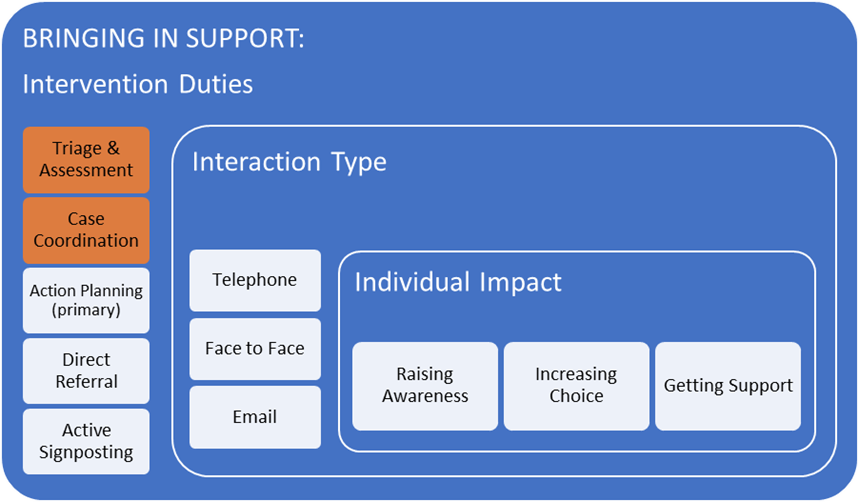 BRINGING IN SUPPORT:
Intervention Duties
Triage &
Assessment
Case
Coordination
Action Planning
(primary)
Direct
Referral
Active
Signposting
Interaction Type
Telephone
Face to Face
Email
Individual Impact
Raising
Awareness
Increasing
Choice
Getting Support